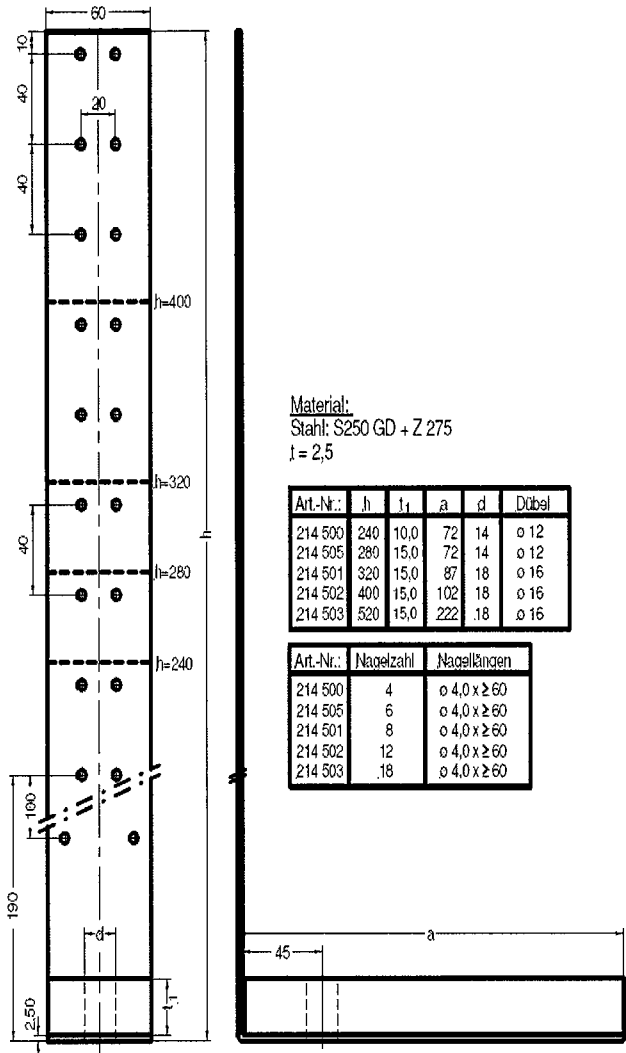 60
10
40
20
40
h=400
h=320
40
h=280
h=240
h
100
190
d
2,50
t1
45
a
Material:
Stahl: S250 GD + Z 275
t = 2,5
Art.-Nr.: h t1 a d Dübel
214 500 240 10,0 72 14 ø 12
214 505 280 15,0 72 14 ø 12
214 501 320 15,0 87 18 ø 16
214 502 400 15,0 102 18 ø 16
214 503 520 15,0 222 18 ø 16
Art.-Nr.: Nagelzahl Nagellängen
214 500 4 ø 4,0 x ≥ 60
214 505 6 ø 4,0 x ≥ 60
214 501 8 ø 4,0 x ≥ 60
214 502 12 ø 4,0 x ≥ 60
214 503 18 ø 4,0 x ≥ 60